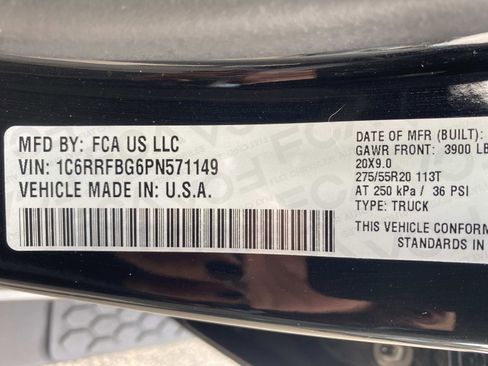 MFD BY: FCA US LLC
VIN: 1C6RRFBG6PN571149
VEHICLE MADE IN: U.S.A.
DATE OF MFR (BUILT):
GAWR FRONT: 3900 LB
20X9.0
275/55R20 113T
AT 250 kPa / 36 PSI
TYPE: TRUCK
THIS VEHICLE CONFORM
STANDARDS IN